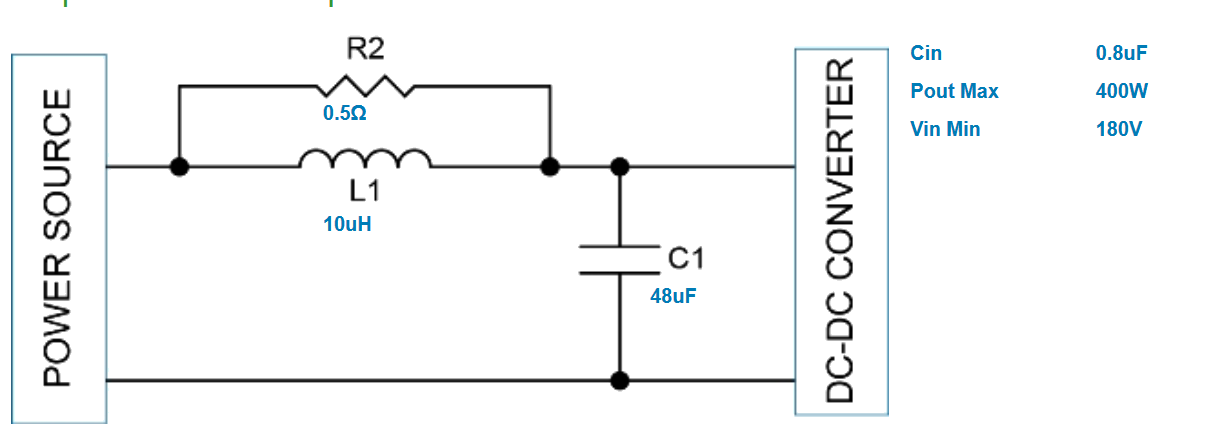 POWER SOURCE
R2
0.5Ω
L1
10uH
C1
48uF
DC-DC CONVERTER
Cin 0.8uF
Pout Max 400W
Vin Min 180V